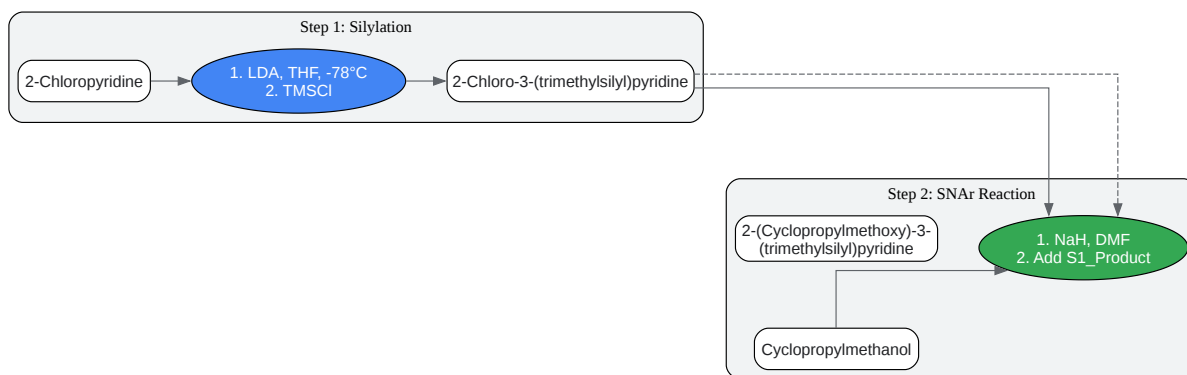 Step 1: Silylation
2-Chloropyridine
1. LDA, THF, -78°C
2. TMSCl
2-Chloro-3-(trimethylsilyl)pyridine
Step 2: SNAr Reaction
2-(Cyclopropylmethoxy)-3-
(trimethylsilyl)pyridine
1. NaH, DMF
2. Add S1_Product
Cyclopropylmethanol